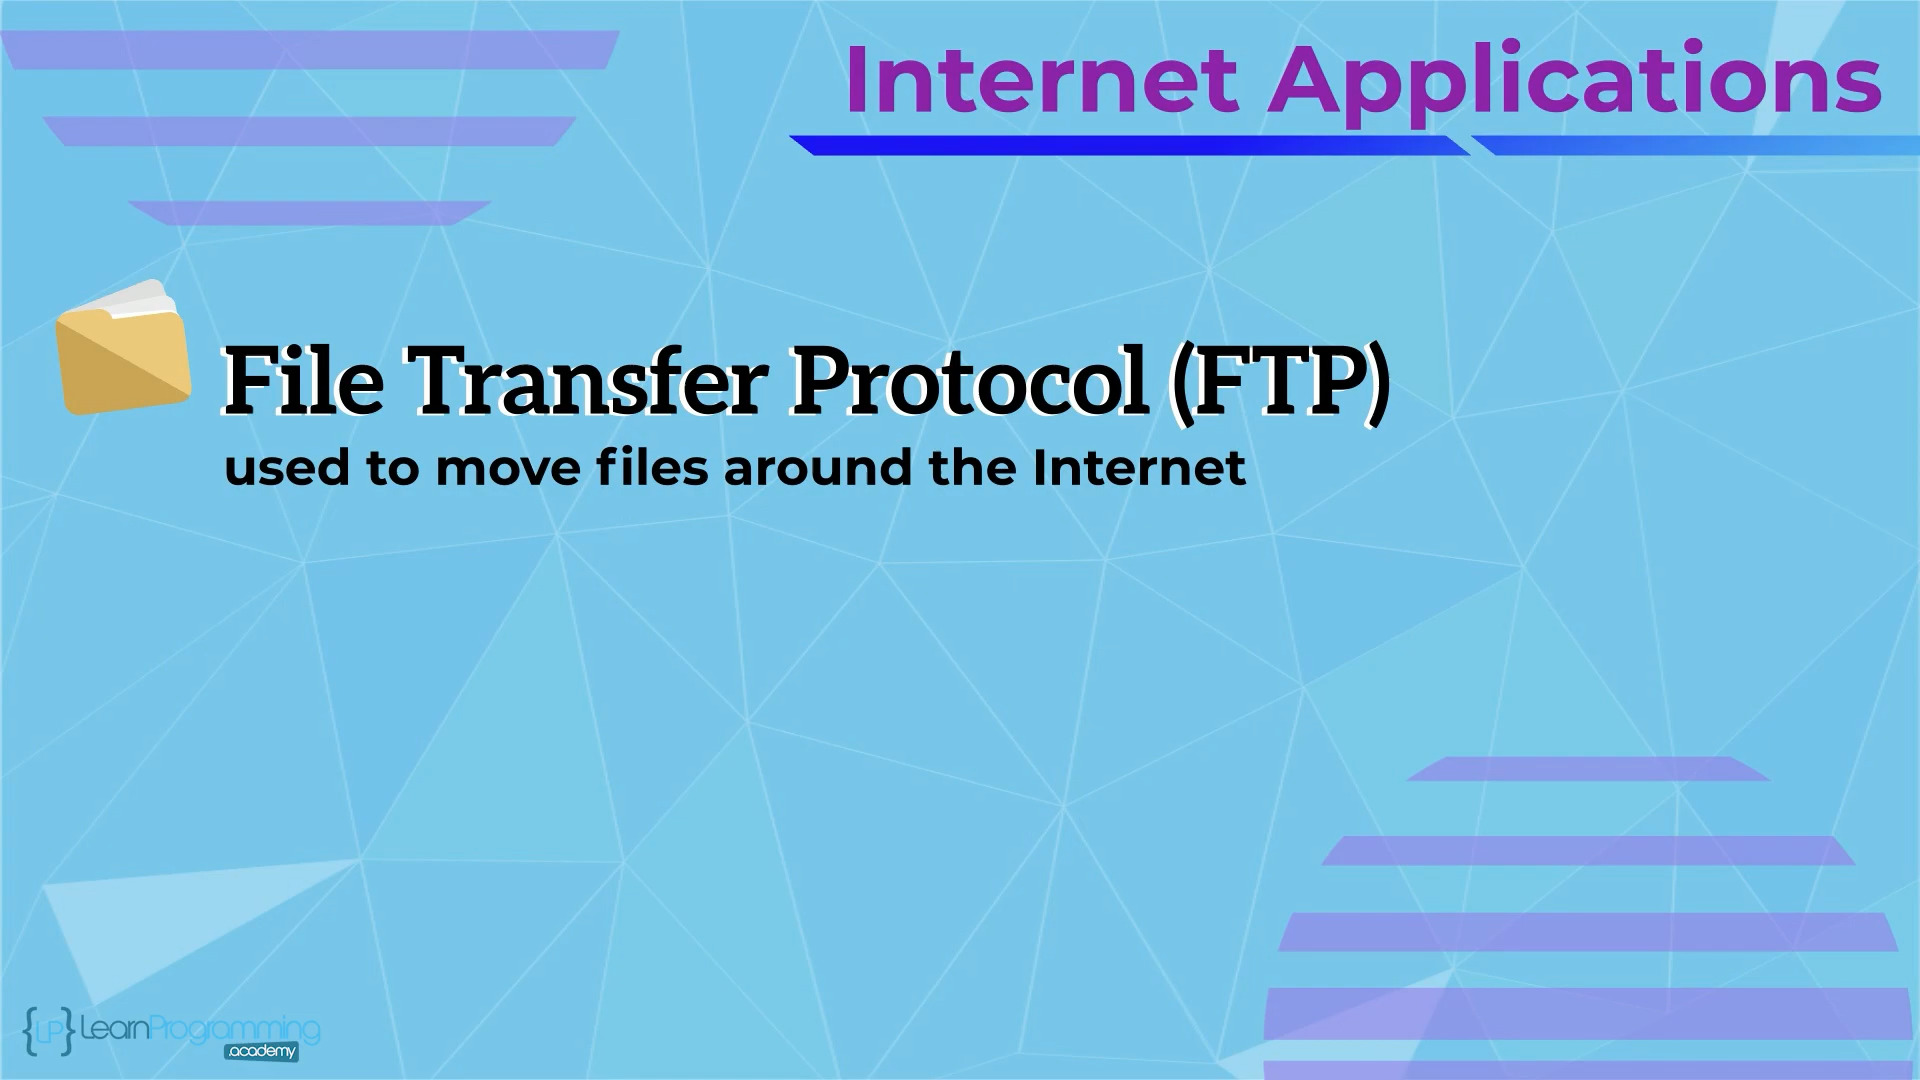 Internet Applications
File Transfer Protocol (FTP)
used to move files around the Internet
{LP} LearnProgramming
.academy